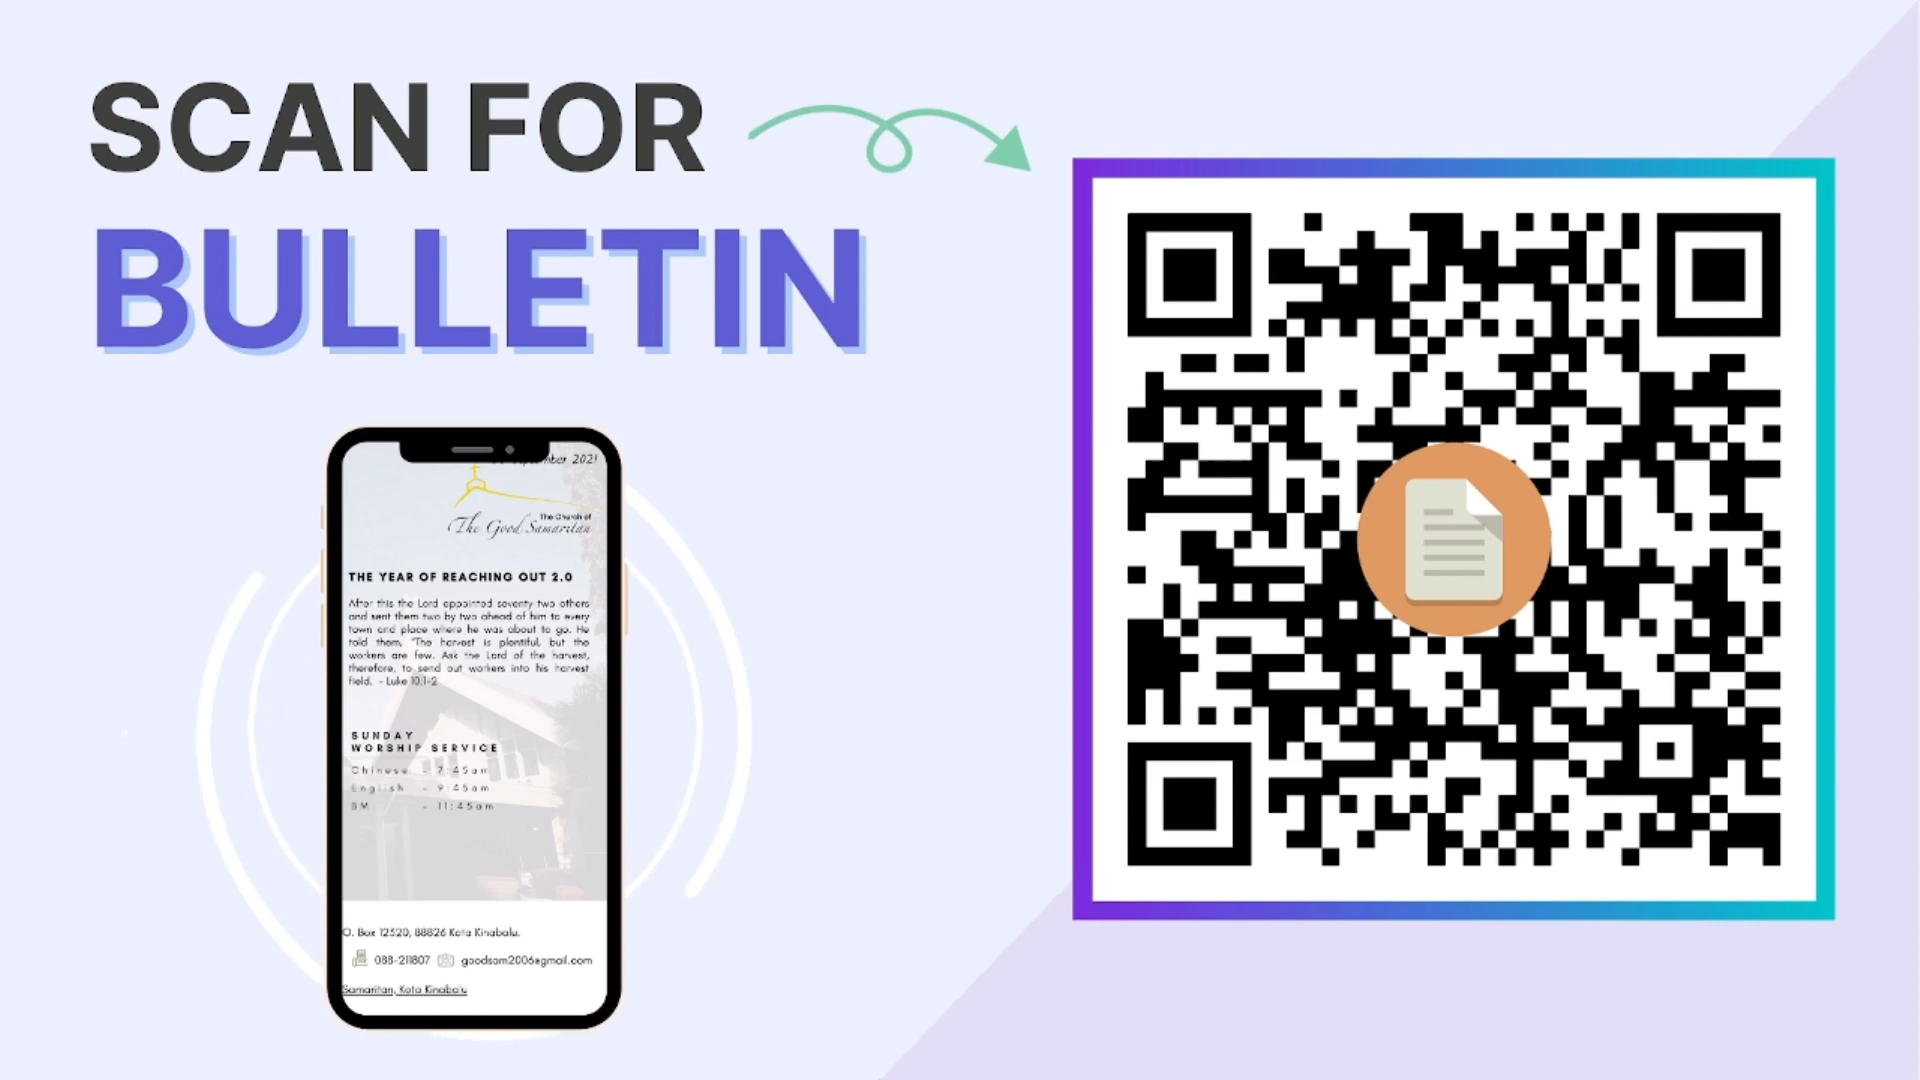 SCAN FOR
BULLETIN
2021
The Church of
The Good Samaritan
THE YEAR OF REACHING OUT 2.0
After this the Lord appointed seventy two others
and sent them two by two ahead of him to every
town and place where he was about to go. He
told them, "The harvest is plentiful, but the
workers are few. Ask the Lord of the harvest,
therefore, to send out workers into his harvest
field. - Luke 10:1-2
SUNDAY
WORSHIP SERVICE
Chinese - 7:45am
English - 9:45am
BM - 11:45am
O. Box 12320, 88826 Kota Kinabalu.
088-211807 goodsam2006@gmail.com
Samaritan, Kota Kinabalu